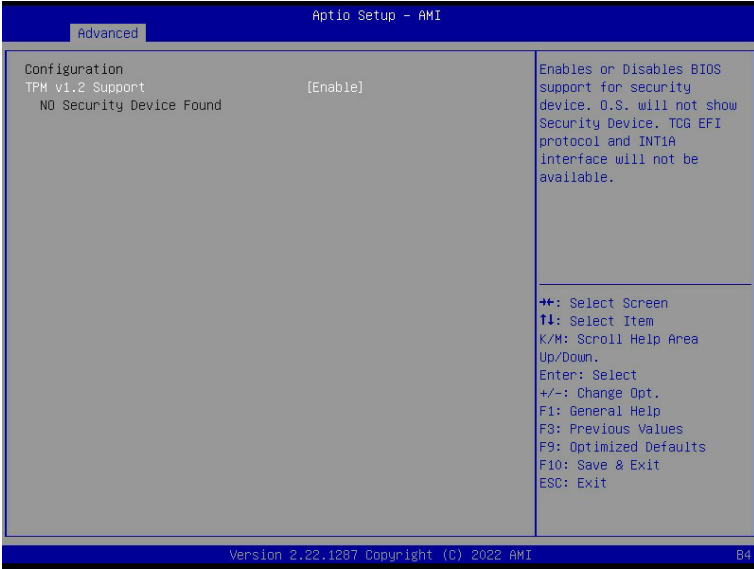 Aptio Setup – AMI
Advanced
Configuration
TPM v1.2 Support [Enable]
NO Security Device Found
Enables or Disables BIOS
support for security
device. O.S. will not show
Security Device. TCG EFI
protocol and INT1A
interface will not be
available.
→←: Select Screen
↑↓: Select Item
K/M: Scroll Help Area
Up/Down.
Enter: Select
+/-: Change Opt.
F1: General Help
F3: Previous Values
F9: Optimized Defaults
F10: Save & Exit
ESC: Exit
Version 2.22.1287 Copyright (C) 2022 AMI
B4